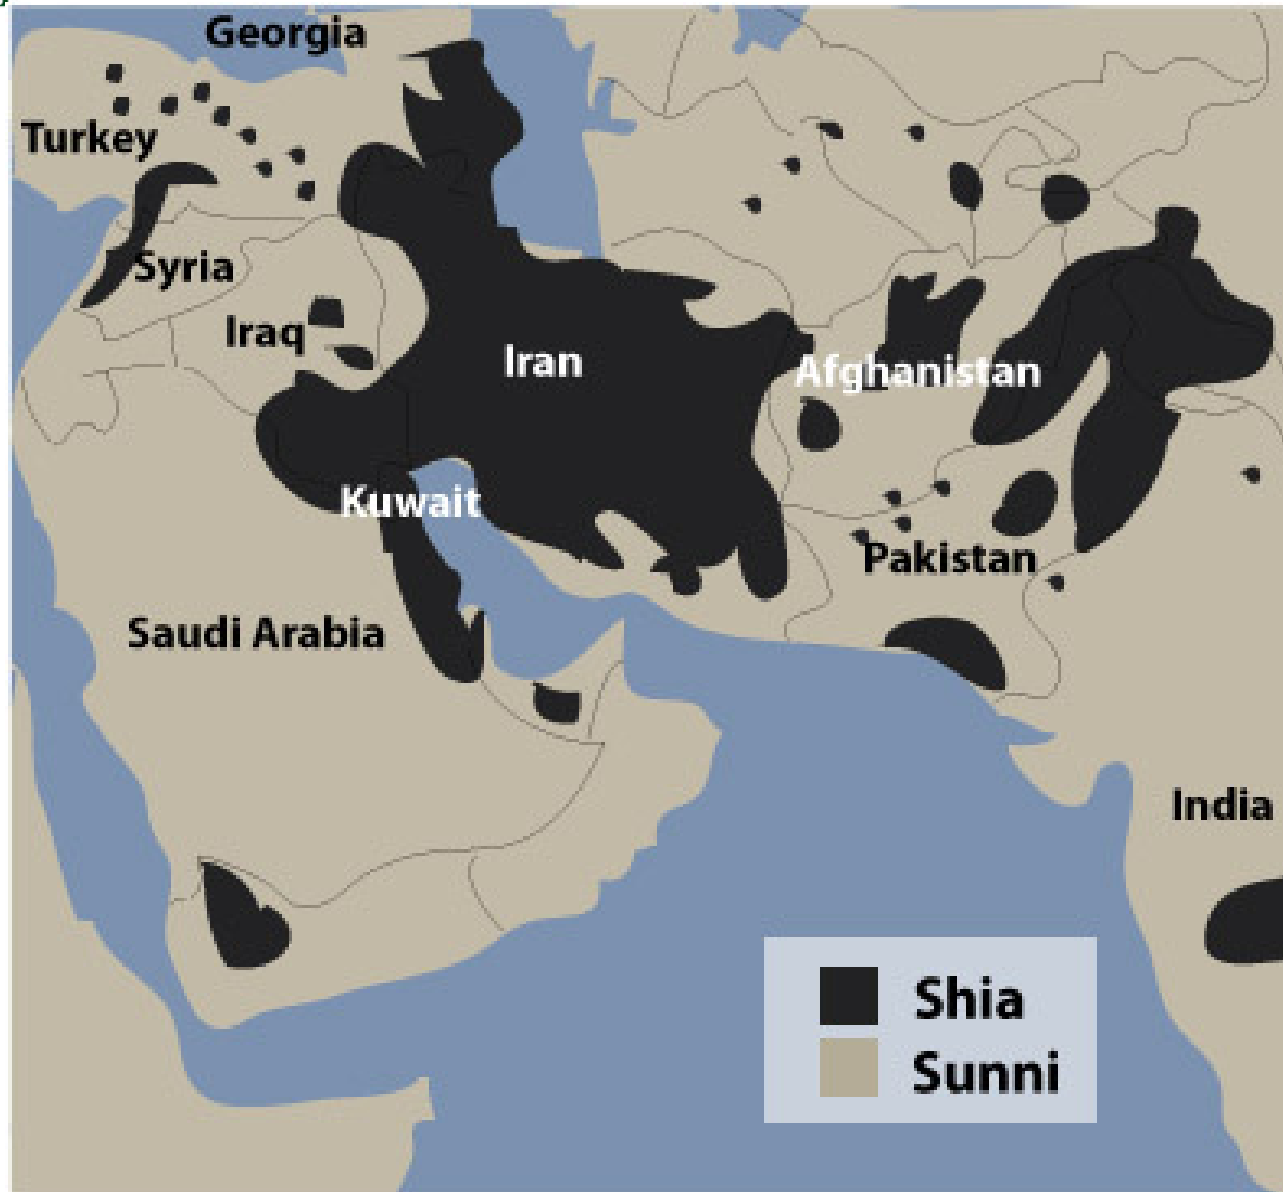 Georgia
Turkey
Syria
Iraq
Iran
Afghanistan
Kuwait
Pakistan
Saudi Arabia
India
Shia
Sunni